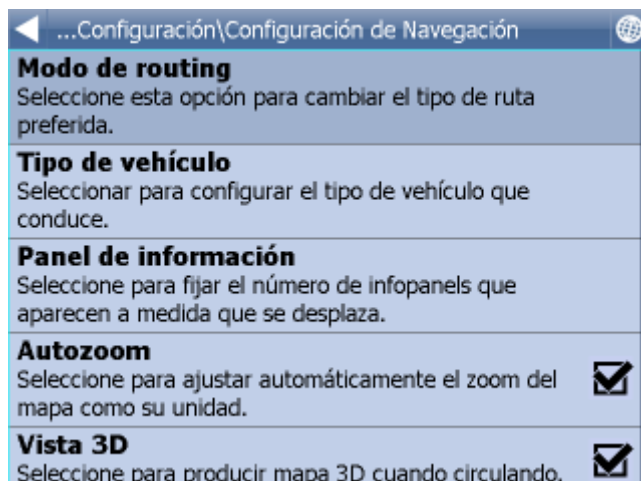 ...Configuración\Configuración de Navegación
Modo de routing
Seleccione esta opción para cambiar el tipo de ruta
preferida.
Tipo de vehículo
Seleccionar para configurar el tipo de vehículo que
conduce.
Panel de información
Seleccione para fijar el número de infopanels que
aparecen a medida que se desplaza.
Autozoom
Seleccione para ajustar automáticamente el zoom del
mapa como su unidad.
Vista 3D
Seleccione para producir mapa 3D cuando circulando.